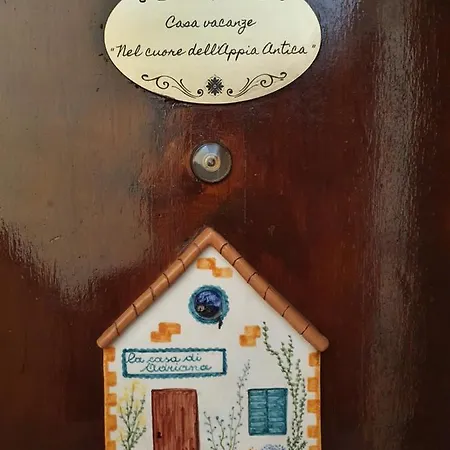 Casa vacanze
"Nel cuore dell'Appia Antica"
la casa di
Adriana